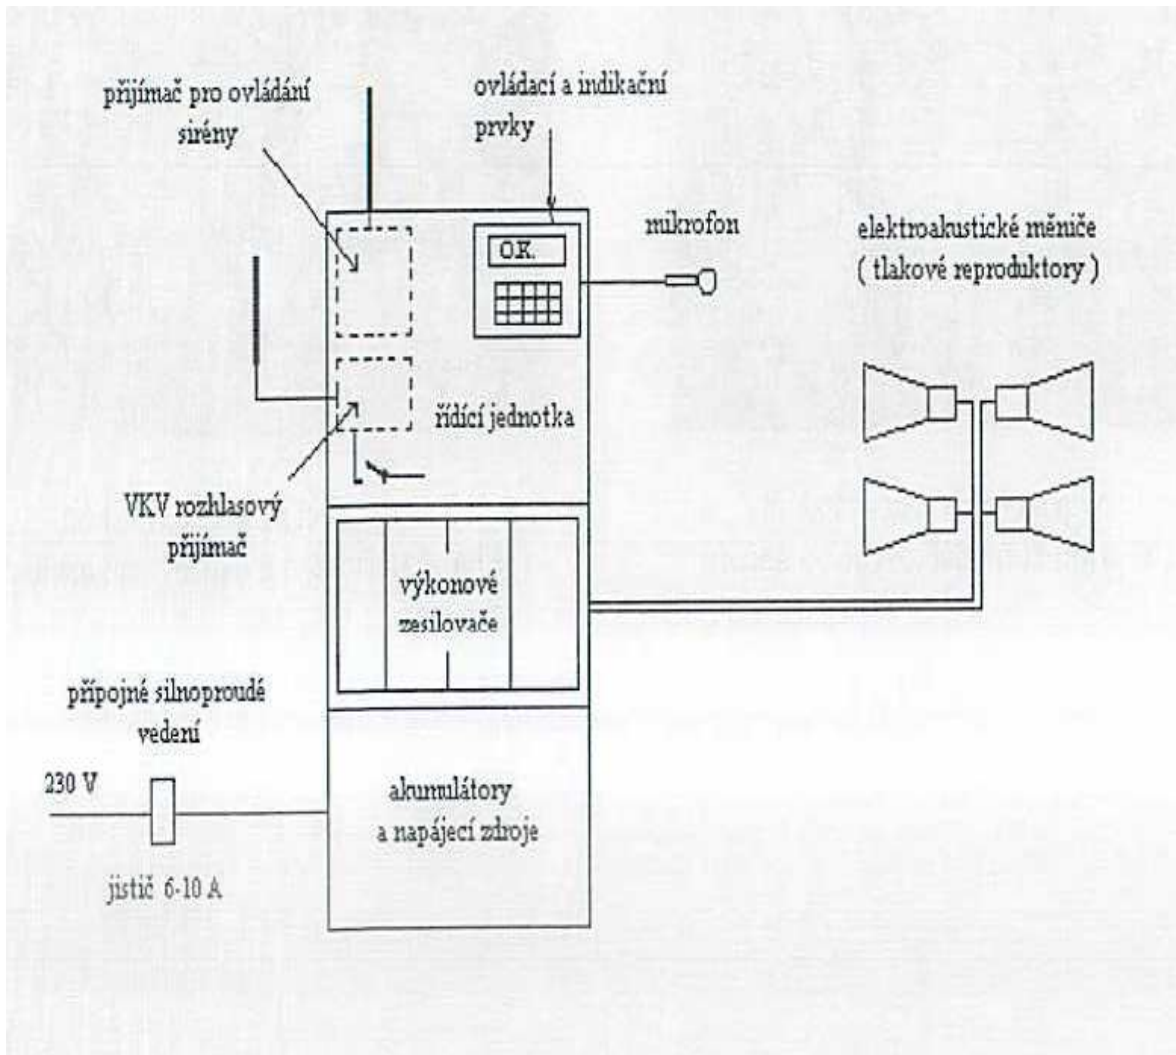 přijímač pro ovládání
sirény
ovládací a indikační
prvky
mikrofon
elektroakustické měniče
( tlakové reproduktory )
O.K.
řídící jednotka
VKV rozhlasový
přijímač
výkonové
zesilovače
přípojné silnoproudé
vedení
230 V
akumulátory
a napájecí zdroje
jistič 6-10 A